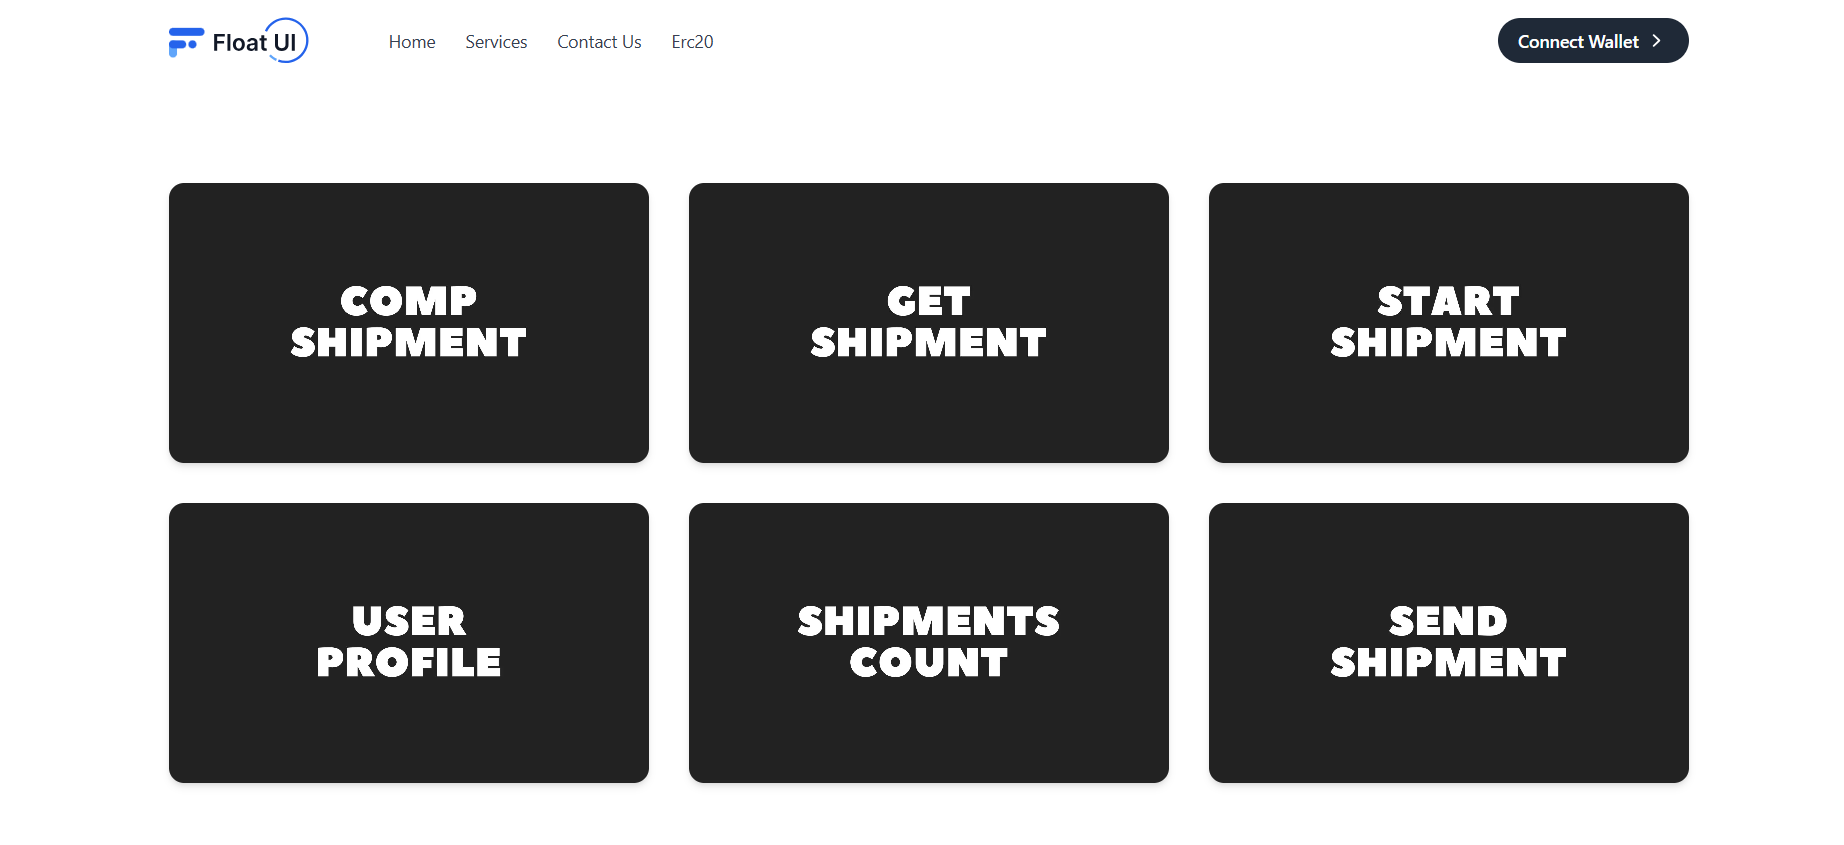 Float UI
Home
Services
Contact Us
Erc20
Connect Wallet
COMP
SHIPMENT
GET
SHIPMENT
START
SHIPMENT
USER
PROFILE
SHIPMENTS
COUNT
SEND
SHIPMENT